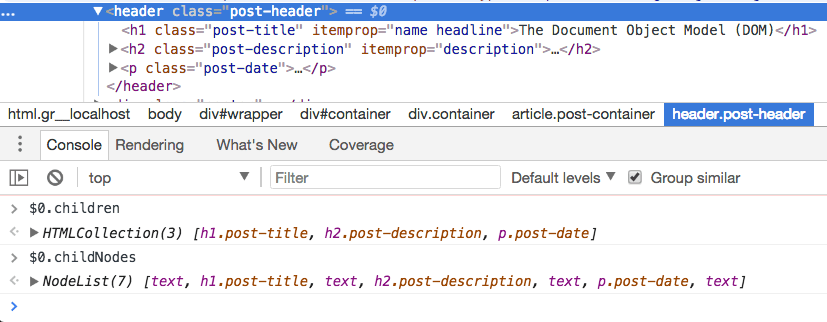 ... ▼<header class="post-header"> == $0
<h1 class="post-title" itemprop="name headline">The Document Object Model (DOM)</h1>
▶<h2 class="post-description" itemprop="description">…</h2>
▶<p class="post-date">…</p>
</header>
html.gr__localhost body div#wrapper div#container div.container article.post-container header.post-header
Console Rendering What's New Coverage
top ▼ Filter Default levels ▼ Group similar
> $0.children
▶ HTMLCollection(3) [h1.post-title, h2.post-description, p.post-date]
> $0.childNodes
▶ NodeList(7) [text, h1.post-title, text, h2.post-description, text, p.post-date, text]
>